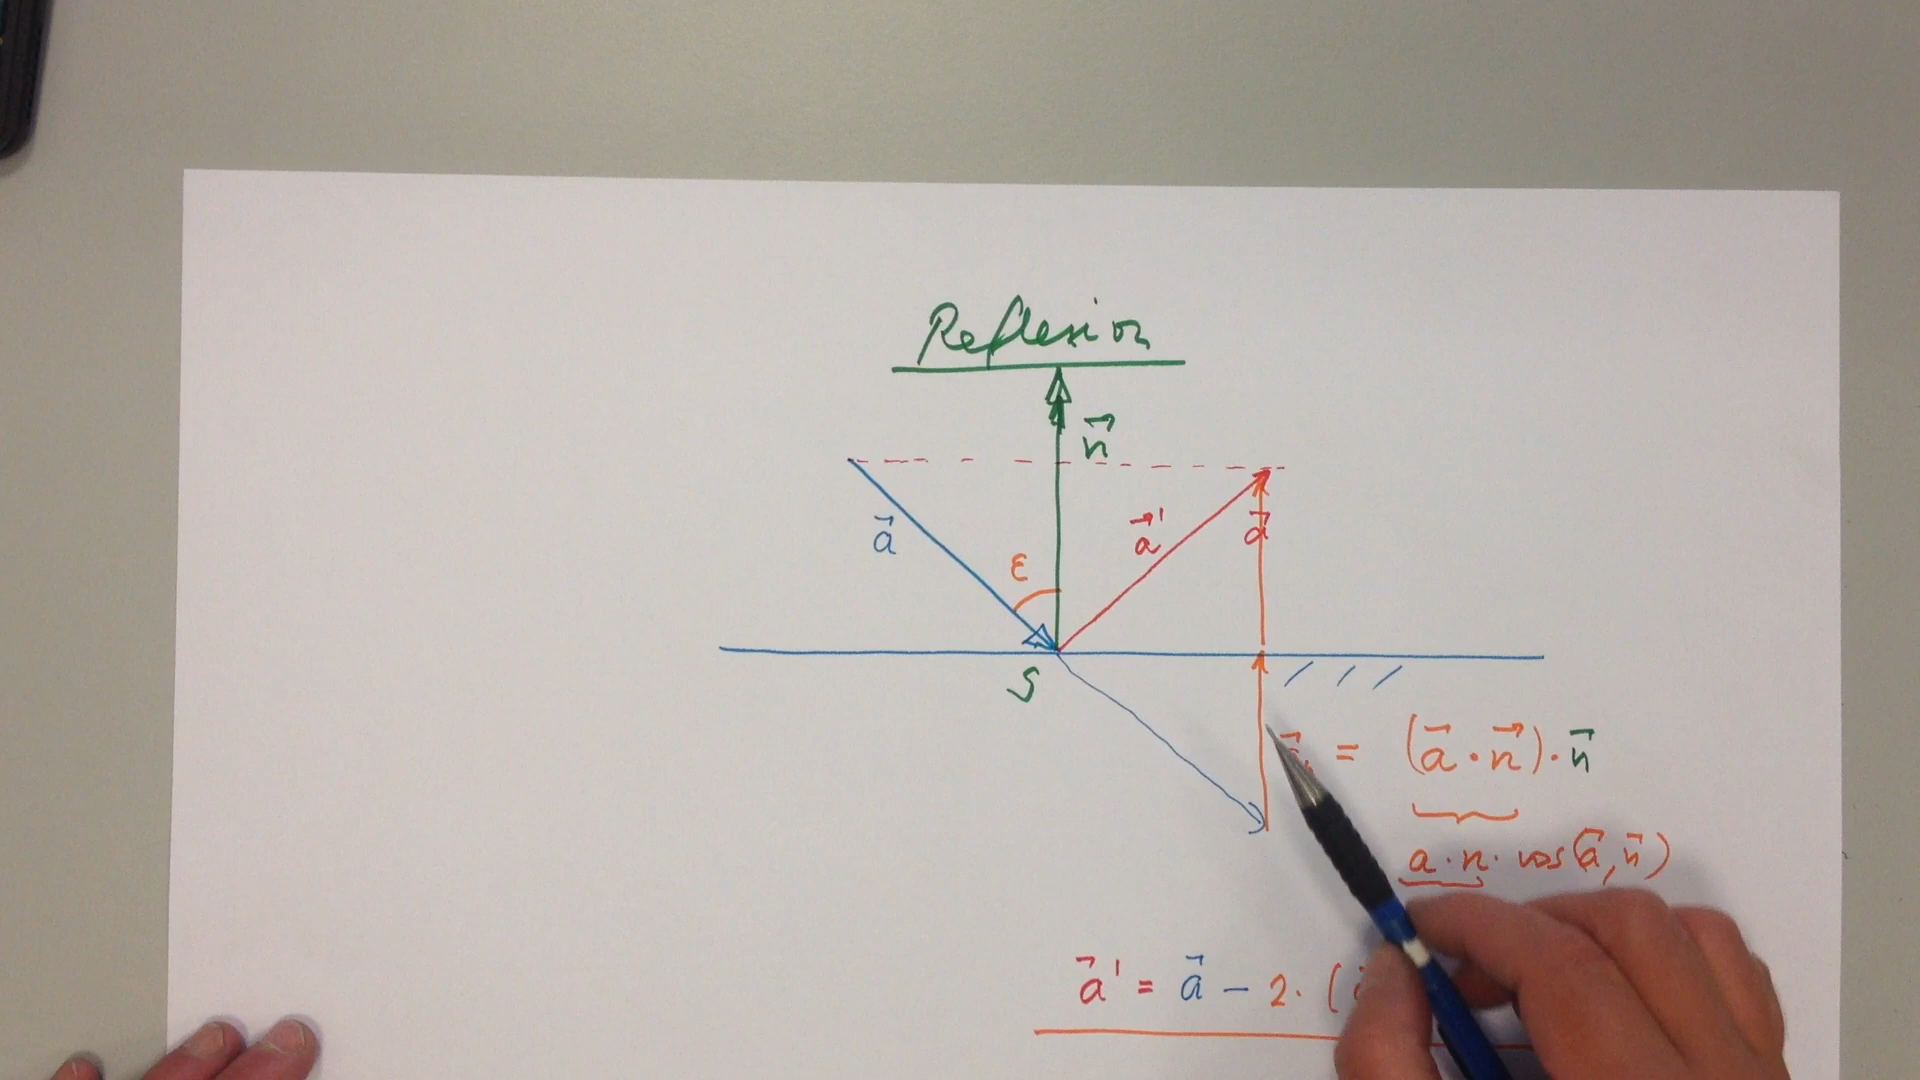 Reflexion
n⃗
a⃗
ε
a⃗'
a⃗
S
= (a⃗ · n⃗) · n⃗
a · n · cos(a⃗, n⃗)
a⃗' = a⃗ − 2 · (